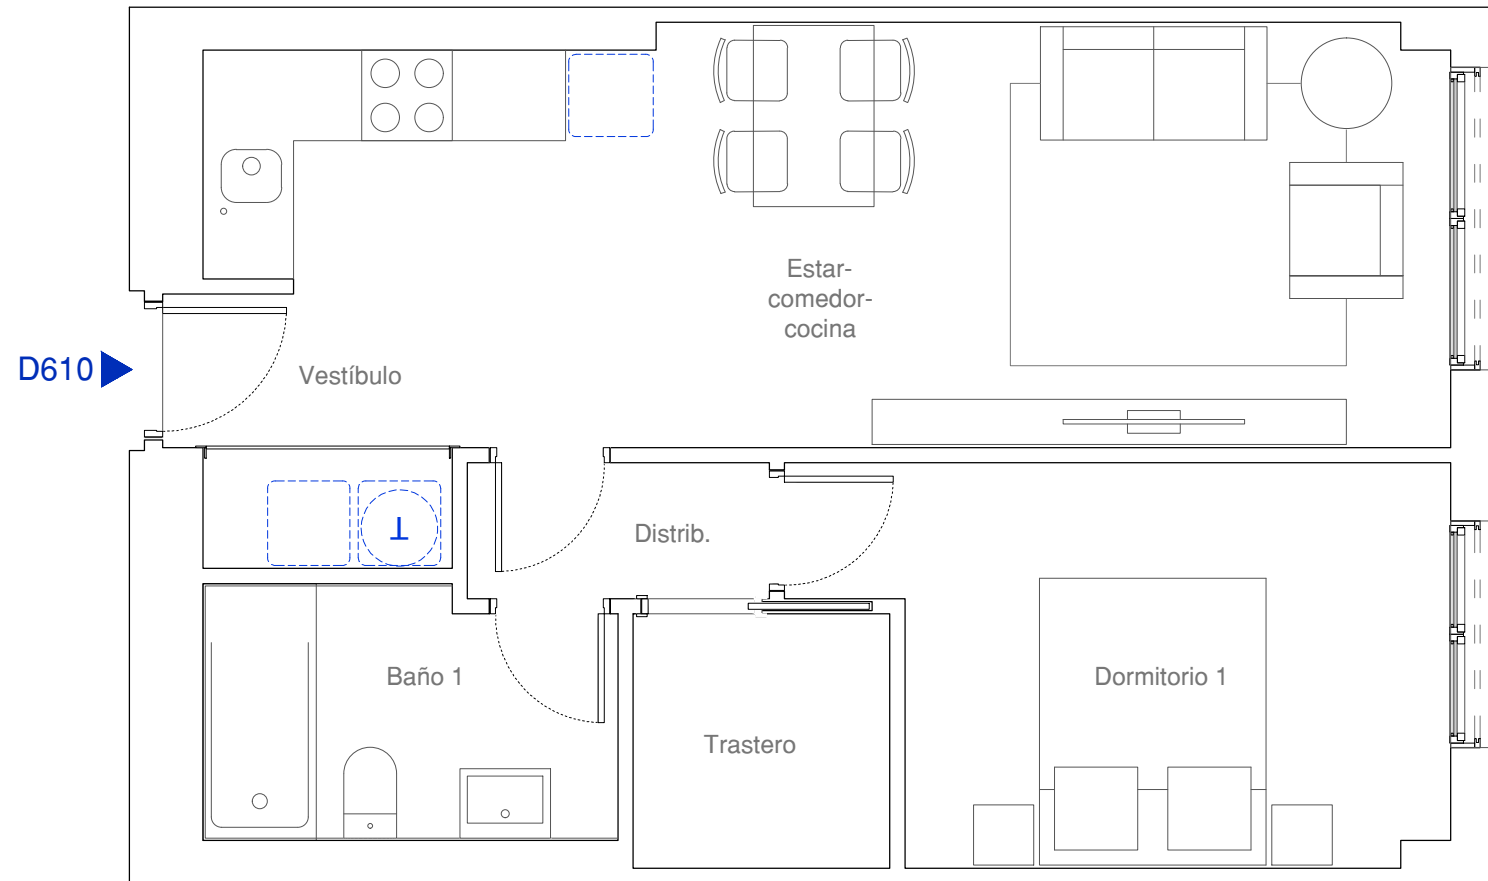 Estar-
comedor-
cocina
D610
Vestíbulo
T
Distrib.
Baño 1
Dormitorio 1
Trastero